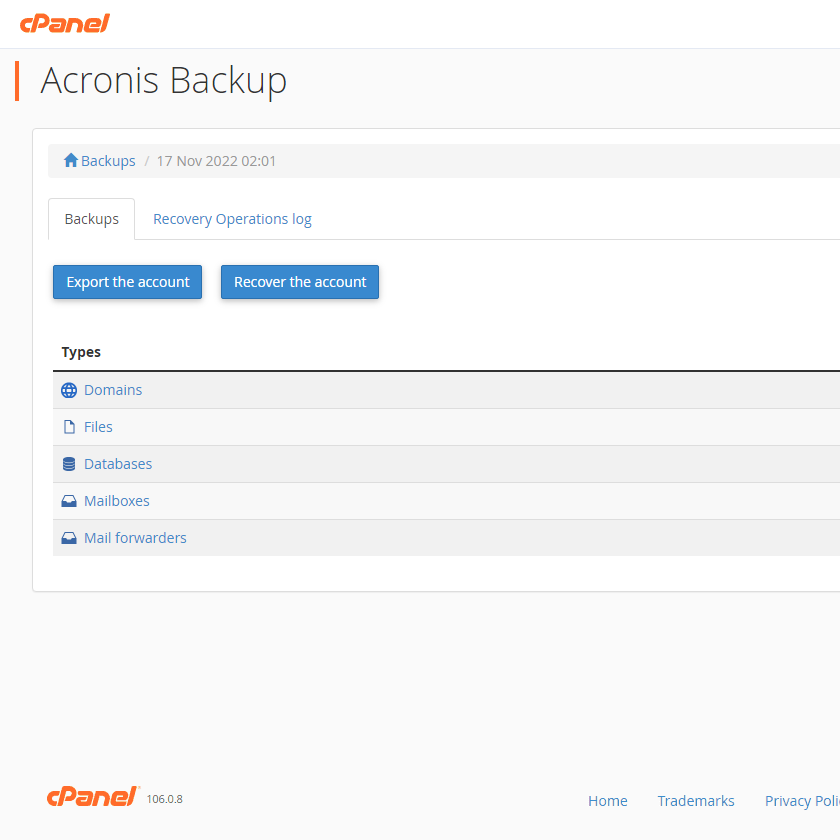 cPanel
Acronis Backup
Backups / 17 Nov 2022 02:01
Backups Recovery Operations log
Export the account Recover the account
Types
Domains
Files
Databases
Mailboxes
Mail forwarders
cPanel 106.0.8 Home Trademarks Privacy Poli